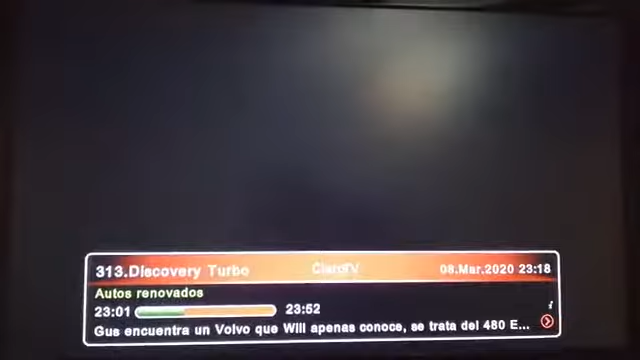 313.Discovery Turbo ClaroTV 08.Mar.2020 23:18
Autos renovados
23:01 23:52
Gus encuentra un Volvo que Will apenas conoce, se trata del 480 E...